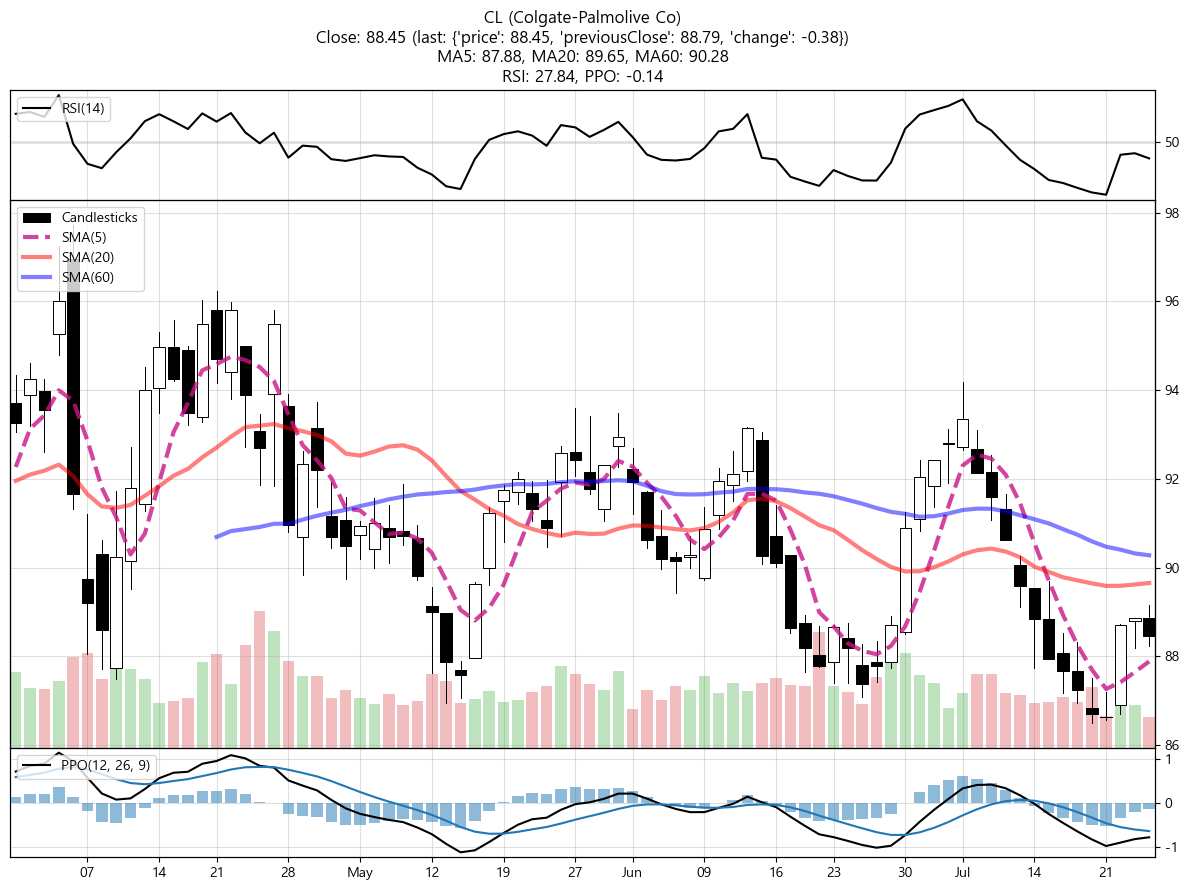 CL (Colgate-Palmolive Co)
Close: 88.45 (last: {'price': 88.45, 'previousClose': 88.79, 'change': -0.38})
MA5: 87.88, MA20: 89.65, MA60: 90.28
RSI: 27.84, PPO: -0.14
RSI(14)
50
Candlesticks
SMA(5)
SMA(20)
SMA(60)
98
96
94
92
90
88
86
PPO(12, 26, 9)
1
0
-1
07 14 21 28 May 12 19 27 Jun 09 16 23 30 Jul 14 21